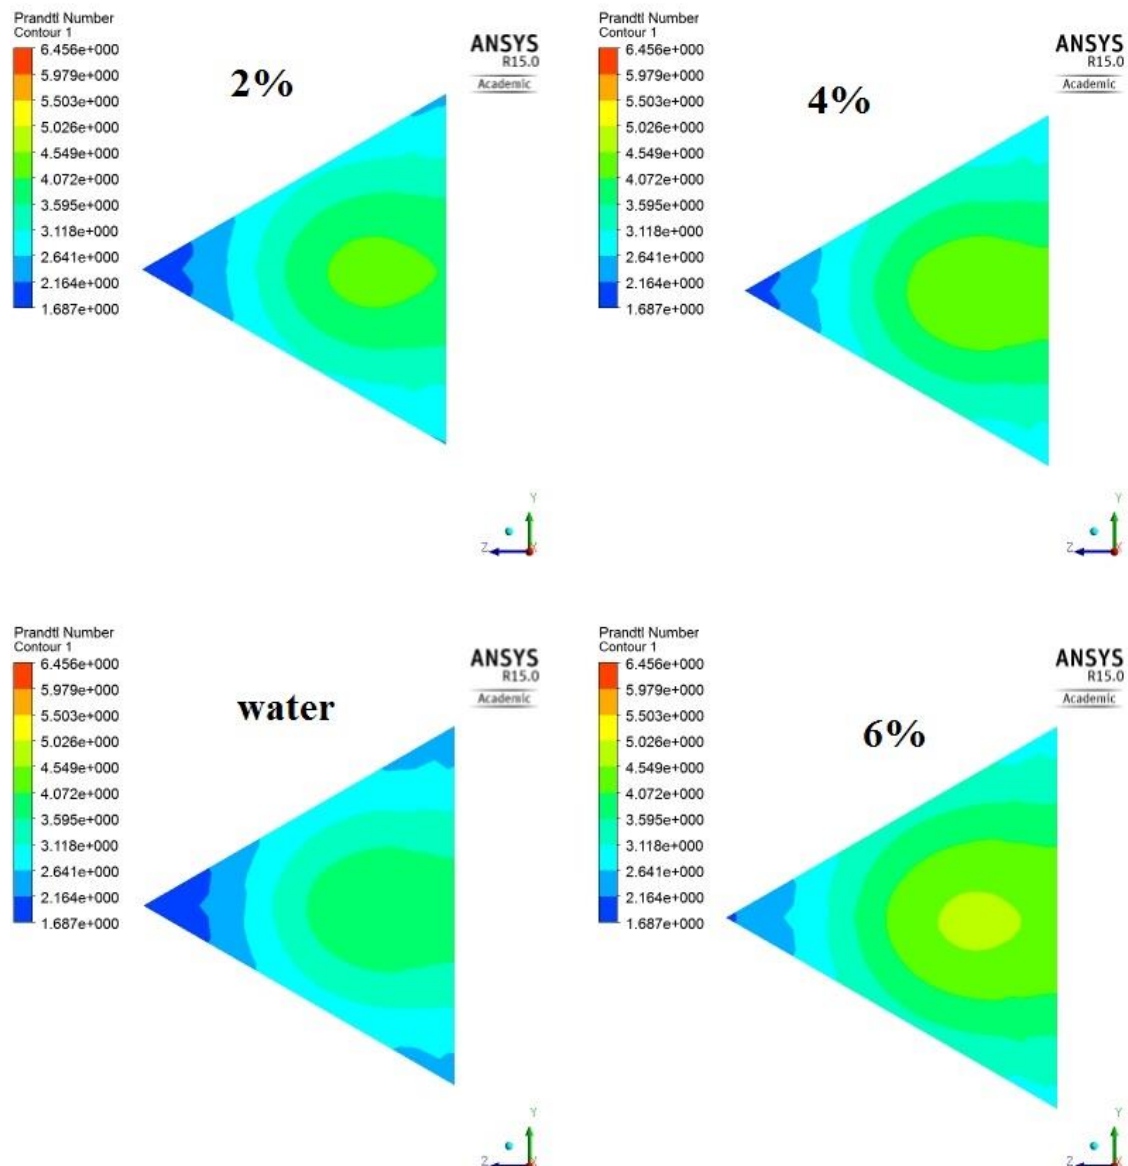 Prandtl Number
Contour 1
6.456e+000
5.979e+000
5.503e+000
5.026e+000
4.549e+000
4.072e+000
3.595e+000
3.118e+000
2.641e+000
2.164e+000
1.687e+000
2%
ANSYS
R15.0
Academic
Y
Z
X
Prandtl Number
Contour 1
6.456e+000
5.979e+000
5.503e+000
5.026e+000
4.549e+000
4.072e+000
3.595e+000
3.118e+000
2.641e+000
2.164e+000
1.687e+000
4%
ANSYS
R15.0
Academic
Y
Z
X
Prandtl Number
Contour 1
6.456e+000
5.979e+000
5.503e+000
5.026e+000
4.549e+000
4.072e+000
3.595e+000
3.118e+000
2.641e+000
2.164e+000
1.687e+000
water
ANSYS
R15.0
Academic
Y
Z
Prandtl Number
Contour 1
6.456e+000
5.979e+000
5.503e+000
5.026e+000
4.549e+000
4.072e+000
3.595e+000
3.118e+000
2.641e+000
2.164e+000
1.687e+000
6%
ANSYS
R15.0
Academic
Y
Z